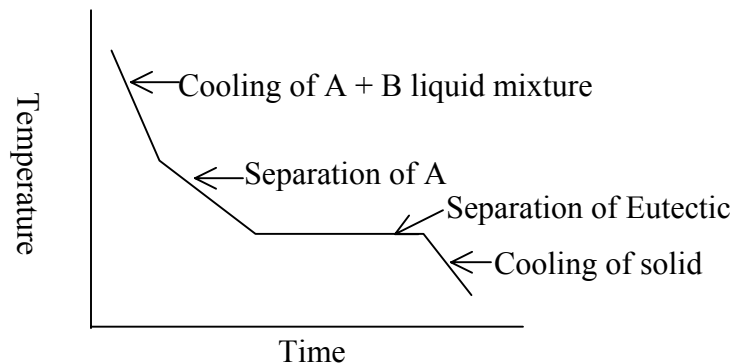 Cooling of A + B liquid mixture
Temperature
Separation of A
Separation of Eutectic
Cooling of solid
Time